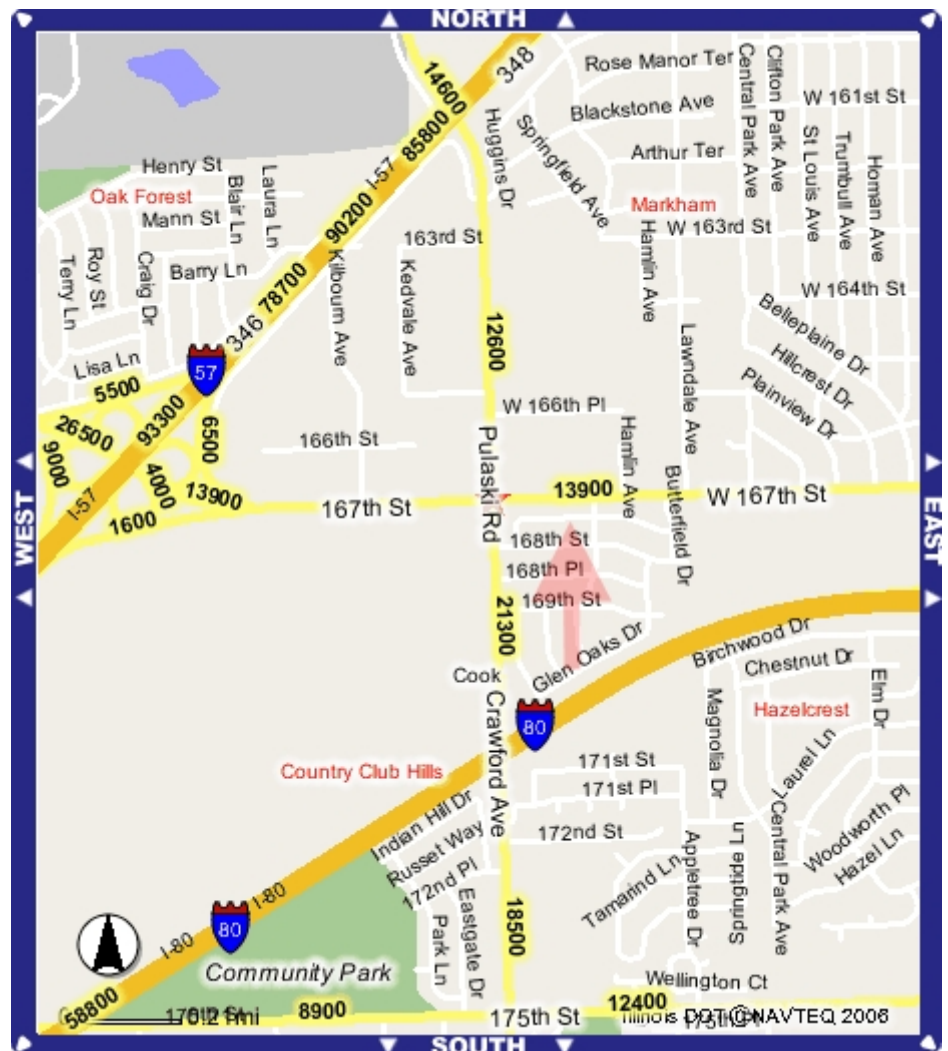 NORTH
14600
348
Rose Manor Ter
Central Park Ave
Clifton Park Ave
W 161st St
Blackstone Ave
85800
Huggins Dr
Springfield Ave
St Louis Ave
Trumbull Ave
Homan Ave
Henry St
Laura Ln
I-57
Arthur Ter
Oak Forest
Blair Ln
Mann St
90200
Markham
163rd St
W 163rd St
Roy St
Terry Ln
Craig Dr
Barry Ln
78700
Kilbourn Ave
Kedvale Ave
Hamlin Ave
W 164th St
346
12600
Belleplaine Dr
Lisa Ln
57
Lawndale Ave
Hillcrest Dr
5500
Plainview Dr
W 166th Pl
93300
26500
6500
166th St
Hamlin Ave
9000
4000
13900
Pulaski Rd
Butterfield Dr
I-57
13900
W 167th St
167th St
1600
WEST
EAST
168th St
168th Pl
169th St
21300
Glen Oaks Dr
Birchwood Dr
Cook
Chestnut Dr
Elm Dr
Crawford Ave
80
Magnolia Dr
Hazelcrest
Laurel Ln
171st St
Country Club Hills
171st Pl
Indian Hill Dr
Central Park Ave
Woodworth Pl
172nd St
Russet Way
Appletree Dr
Springtide Ln
Hazel Ln
172nd Pl
Tamarind Ln
I-80
80
Eastgate Dr
18500
I-80
Park Ln
Community Park
Wellington Ct
58800
0.2 mi
8900
175th St
12400
Illinois DOT © NAVTEQ 2006
SOUTH